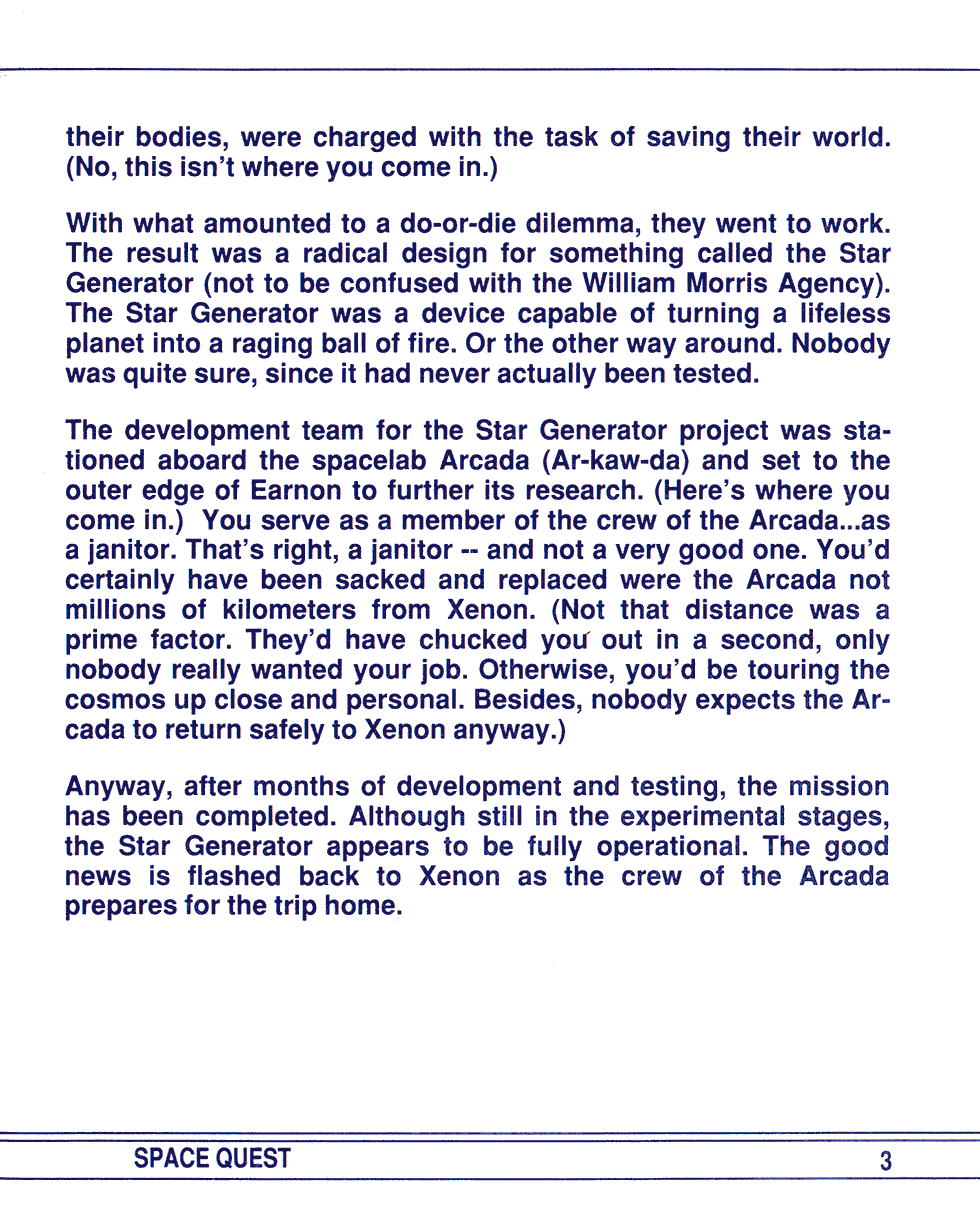 their bodies, were charged with the task of saving their world.
(No, this isn't where you come in.)
With what amounted to a do-or-die dilemma, they went to work.
The result was a radical design for something called the Star
Generator (not to be confused with the William Morris Agency).
The Star Generator was a device capable of turning a lifeless
planet into a raging ball of fire. Or the other way around. Nobody
was quite sure, since it had never actually been tested.
The development team for the Star Generator project was sta-
tioned aboard the spacelab Arcada (Ar-kaw-da) and set to the
outer edge of Earnon to further its research. (Here's where you
come in.) You serve as a member of the crew of the Arcada...as
a janitor. That's right, a janitor -- and not a very good one. You'd
certainly have been sacked and replaced were the Arcada not
millions of kilometers from Xenon. (Not that distance was a
prime factor. They'd have chucked you out in a second, only
nobody really wanted your job. Otherwise, you'd be touring the
cosmos up close and personal. Besides, nobody expects the Ar-
cada to return safely to Xenon anyway.)
Anyway, after months of development and testing, the mission
has been completed. Although still in the experimental stages,
the Star Generator appears to be fully operational. The good
news is flashed back to Xenon as the crew of the Arcada
prepares for the trip home.
SPACE QUEST 3